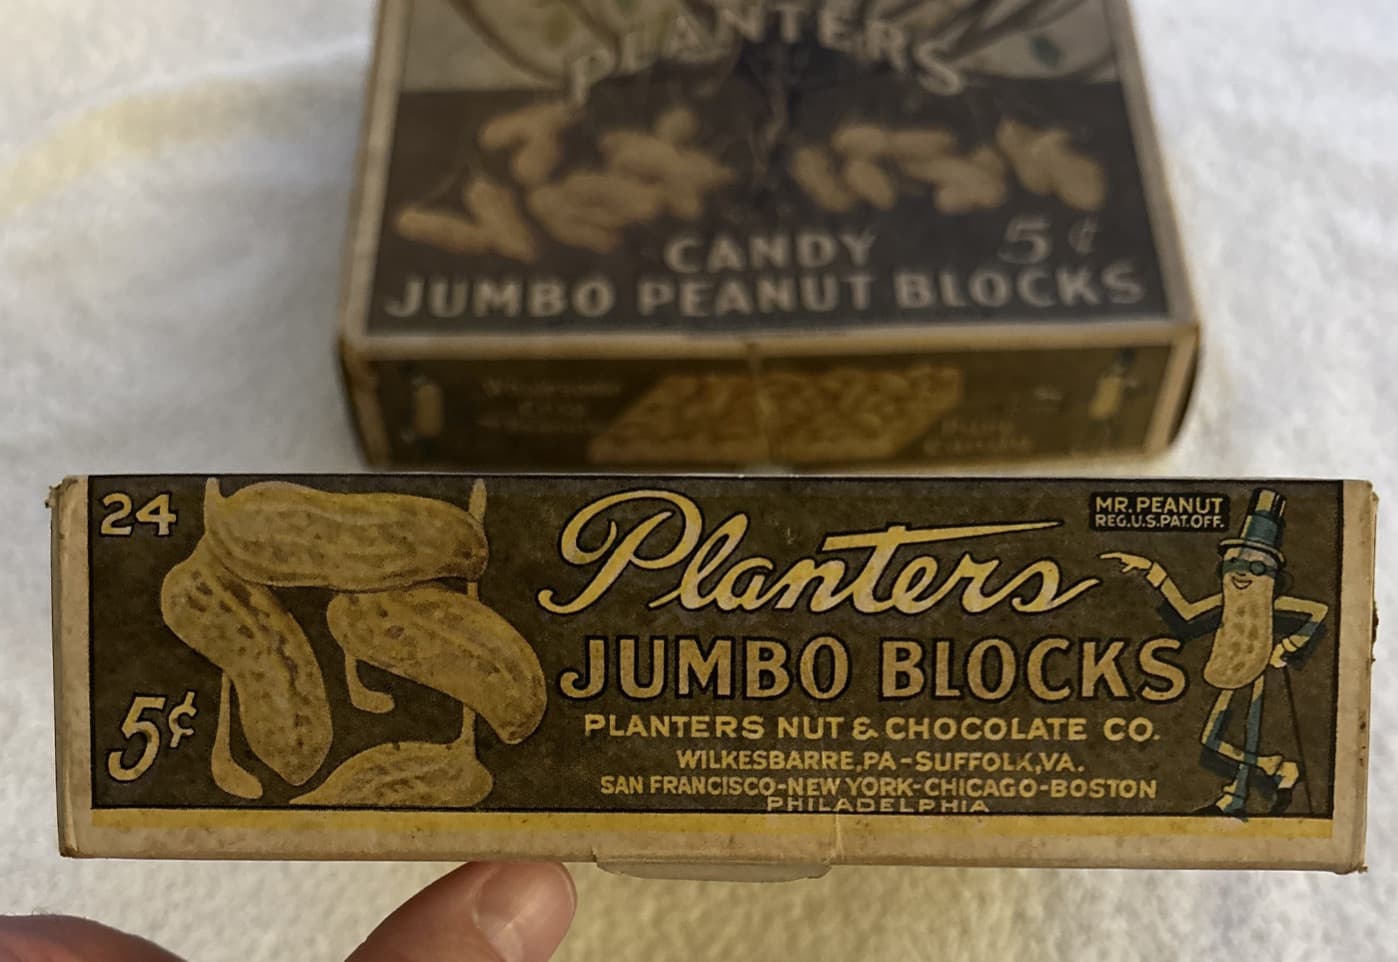 PLANTERS
CANDY 5¢
JUMBO PEANUT BLOCKS
24
Planters
MR. PEANUT
REG.U.S.PAT.OFF.
JUMBO BLOCKS
5¢
PLANTERS NUT & CHOCOLATE CO.
WILKESBARRE,PA-SUFFOLK,VA.
SAN FRANCISCO-NEW YORK-CHICAGO-BOSTON
PHILADELPHIA